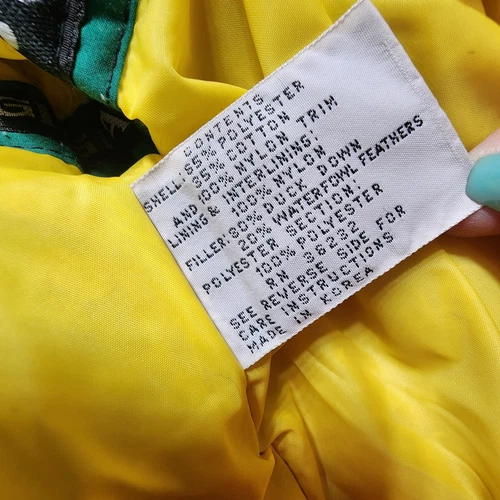 CONTENTS
SHELL: 65% POLYESTER
35% COTTON
AND 100% NYLON TRIM
LINING & INTERLINING:
100% NYLON
FILLER: 80% DUCK DOWN
20% WATERFOWL FEATHERS
POLYESTER SECTION:
100% POLYESTER
RN 36232
SEE REVERSE SIDE FOR
CARE INSTRUCTIONS
MADE IN KOREA